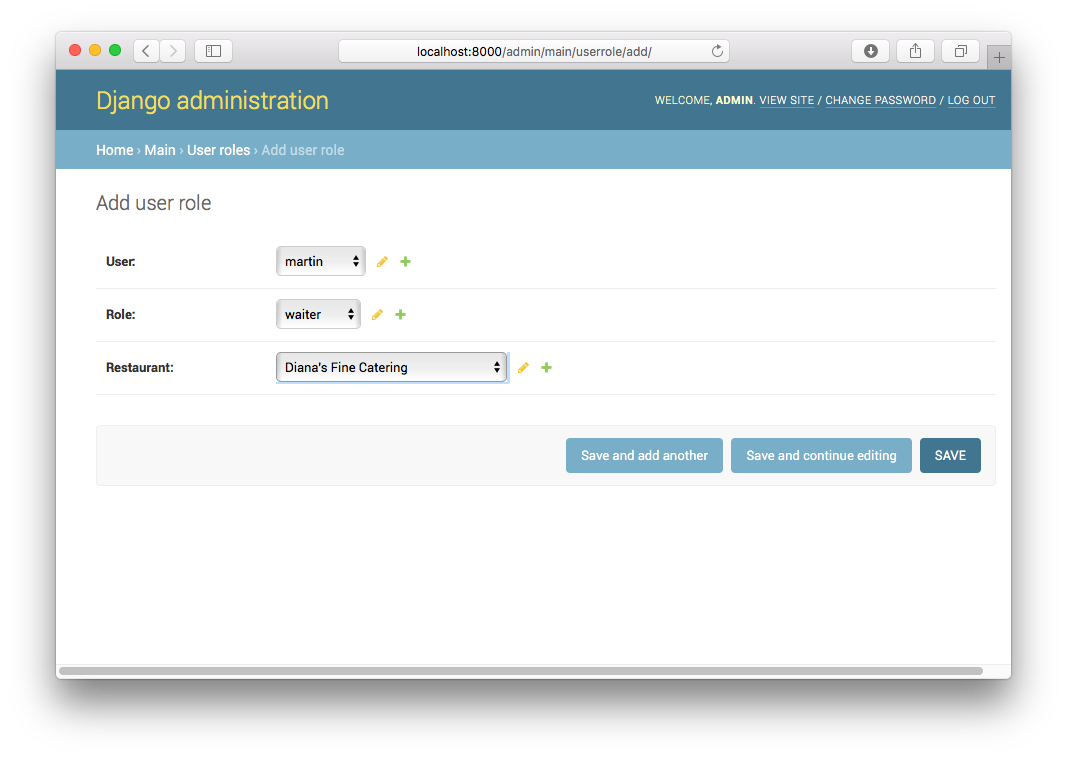 localhost:8000/admin/main/userrole/add/
Django administration
WELCOME, ADMIN. VIEW SITE / CHANGE PASSWORD / LOG OUT
Home › Main › User roles › Add user role
Add user role
User: martin
Role: waiter
Restaurant: Diana's Fine Catering
Save and add another Save and continue editing SAVE